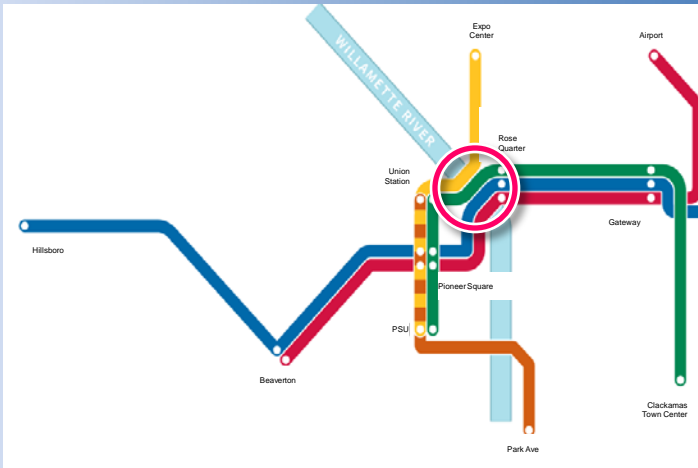 Expo
Center
Airport
WILLAMETTE RIVER
Rose
Quarter
Union
Station
Gateway
Hillsboro
Pioneer Square
PSU
Beaverton
Clackamas
Town Center
Park Ave